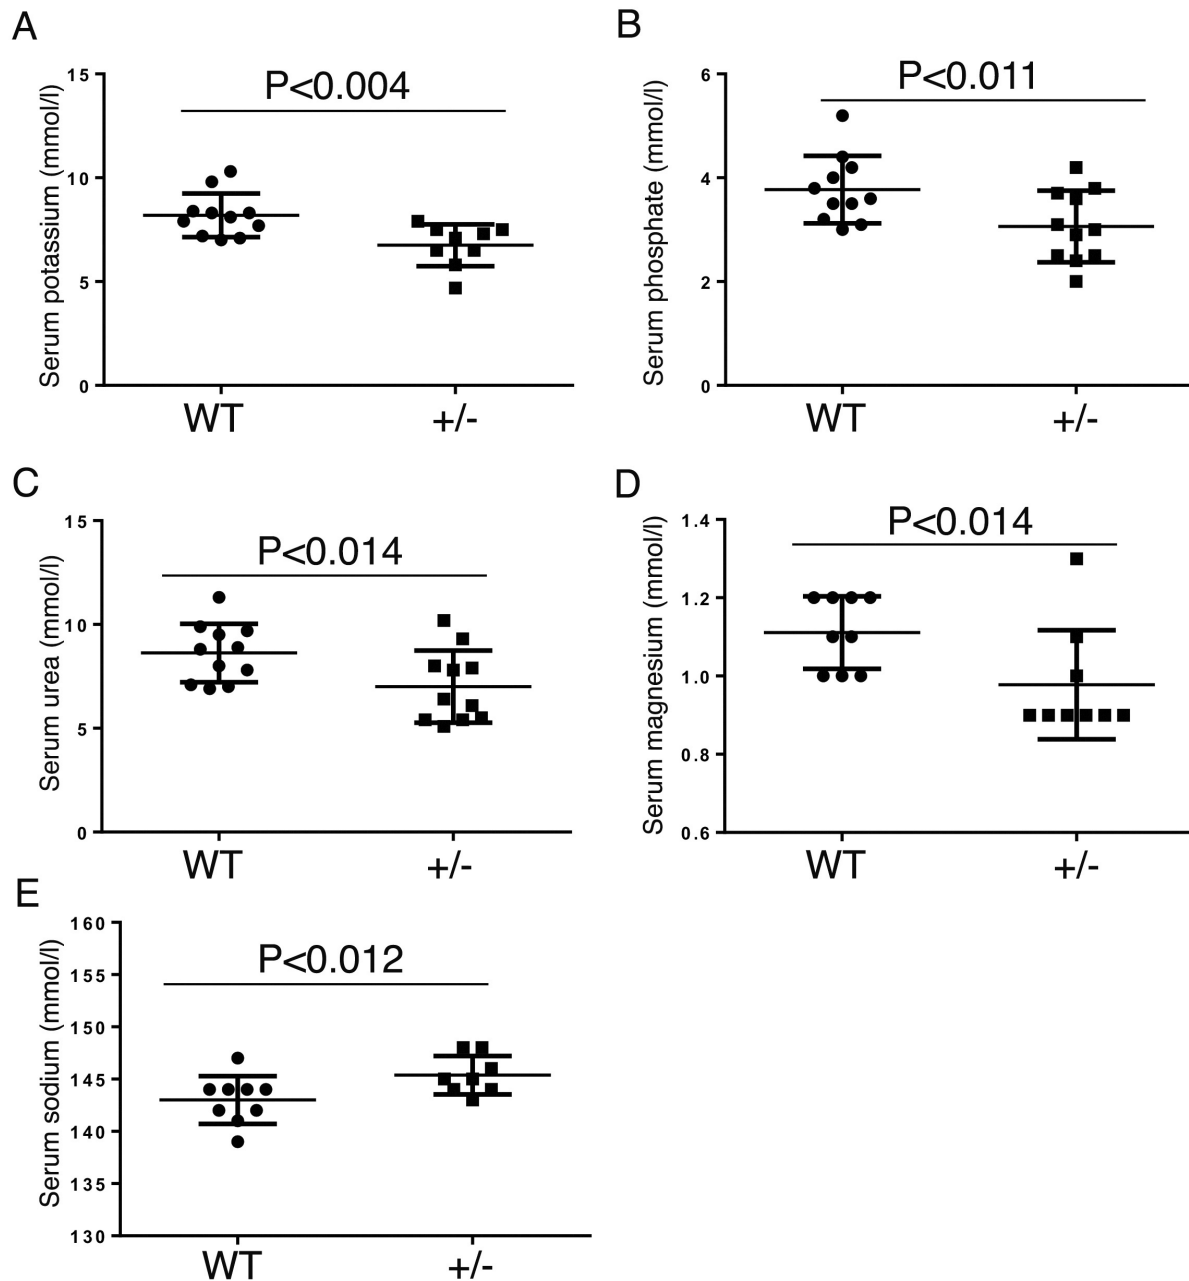 A
Serum potassium (mmol/l)
15
10
5
0
P<0.004
WT
+/-
B
Serum phosphate (mmol/l)
6
4
2
0
P<0.011
WT
+/-
C
Serum urea (mmol/l)
15
10
5
0
P<0.014
WT
+/-
D
Serum magnesium (mmol/l)
1.4
1.2
1.0
0.8
0.6
P<0.014
WT
+/-
E
Serum sodium (mmol/l)
160
155
150
145
140
135
130
P<0.012
WT
+/-